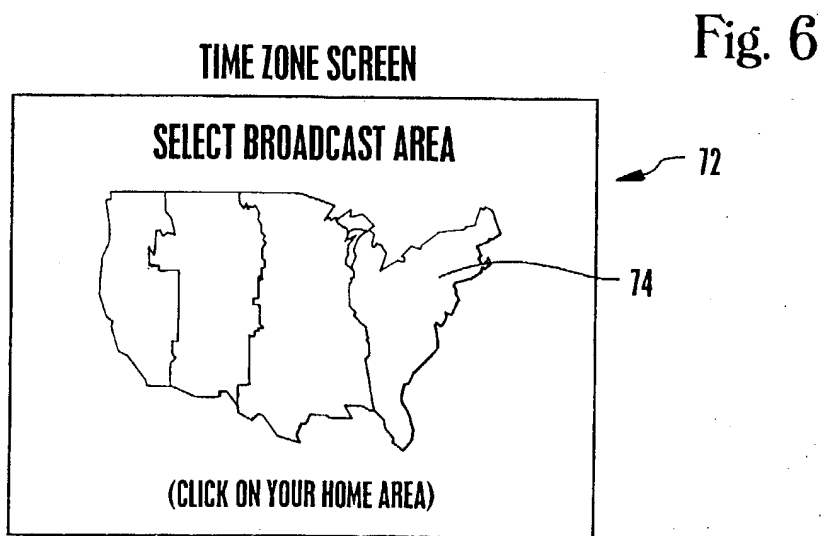 Fig. 6
TIME ZONE SCREEN
SELECT BROADCAST AREA
72
74
(CLICK ON YOUR HOME AREA)